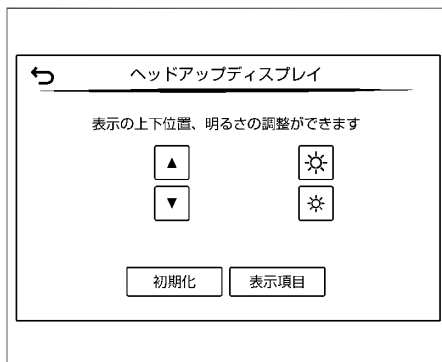 ヘッドアップディスプレイ
表示の上下位置、明るさの調整ができます
▲
▼
初期化 表示項目